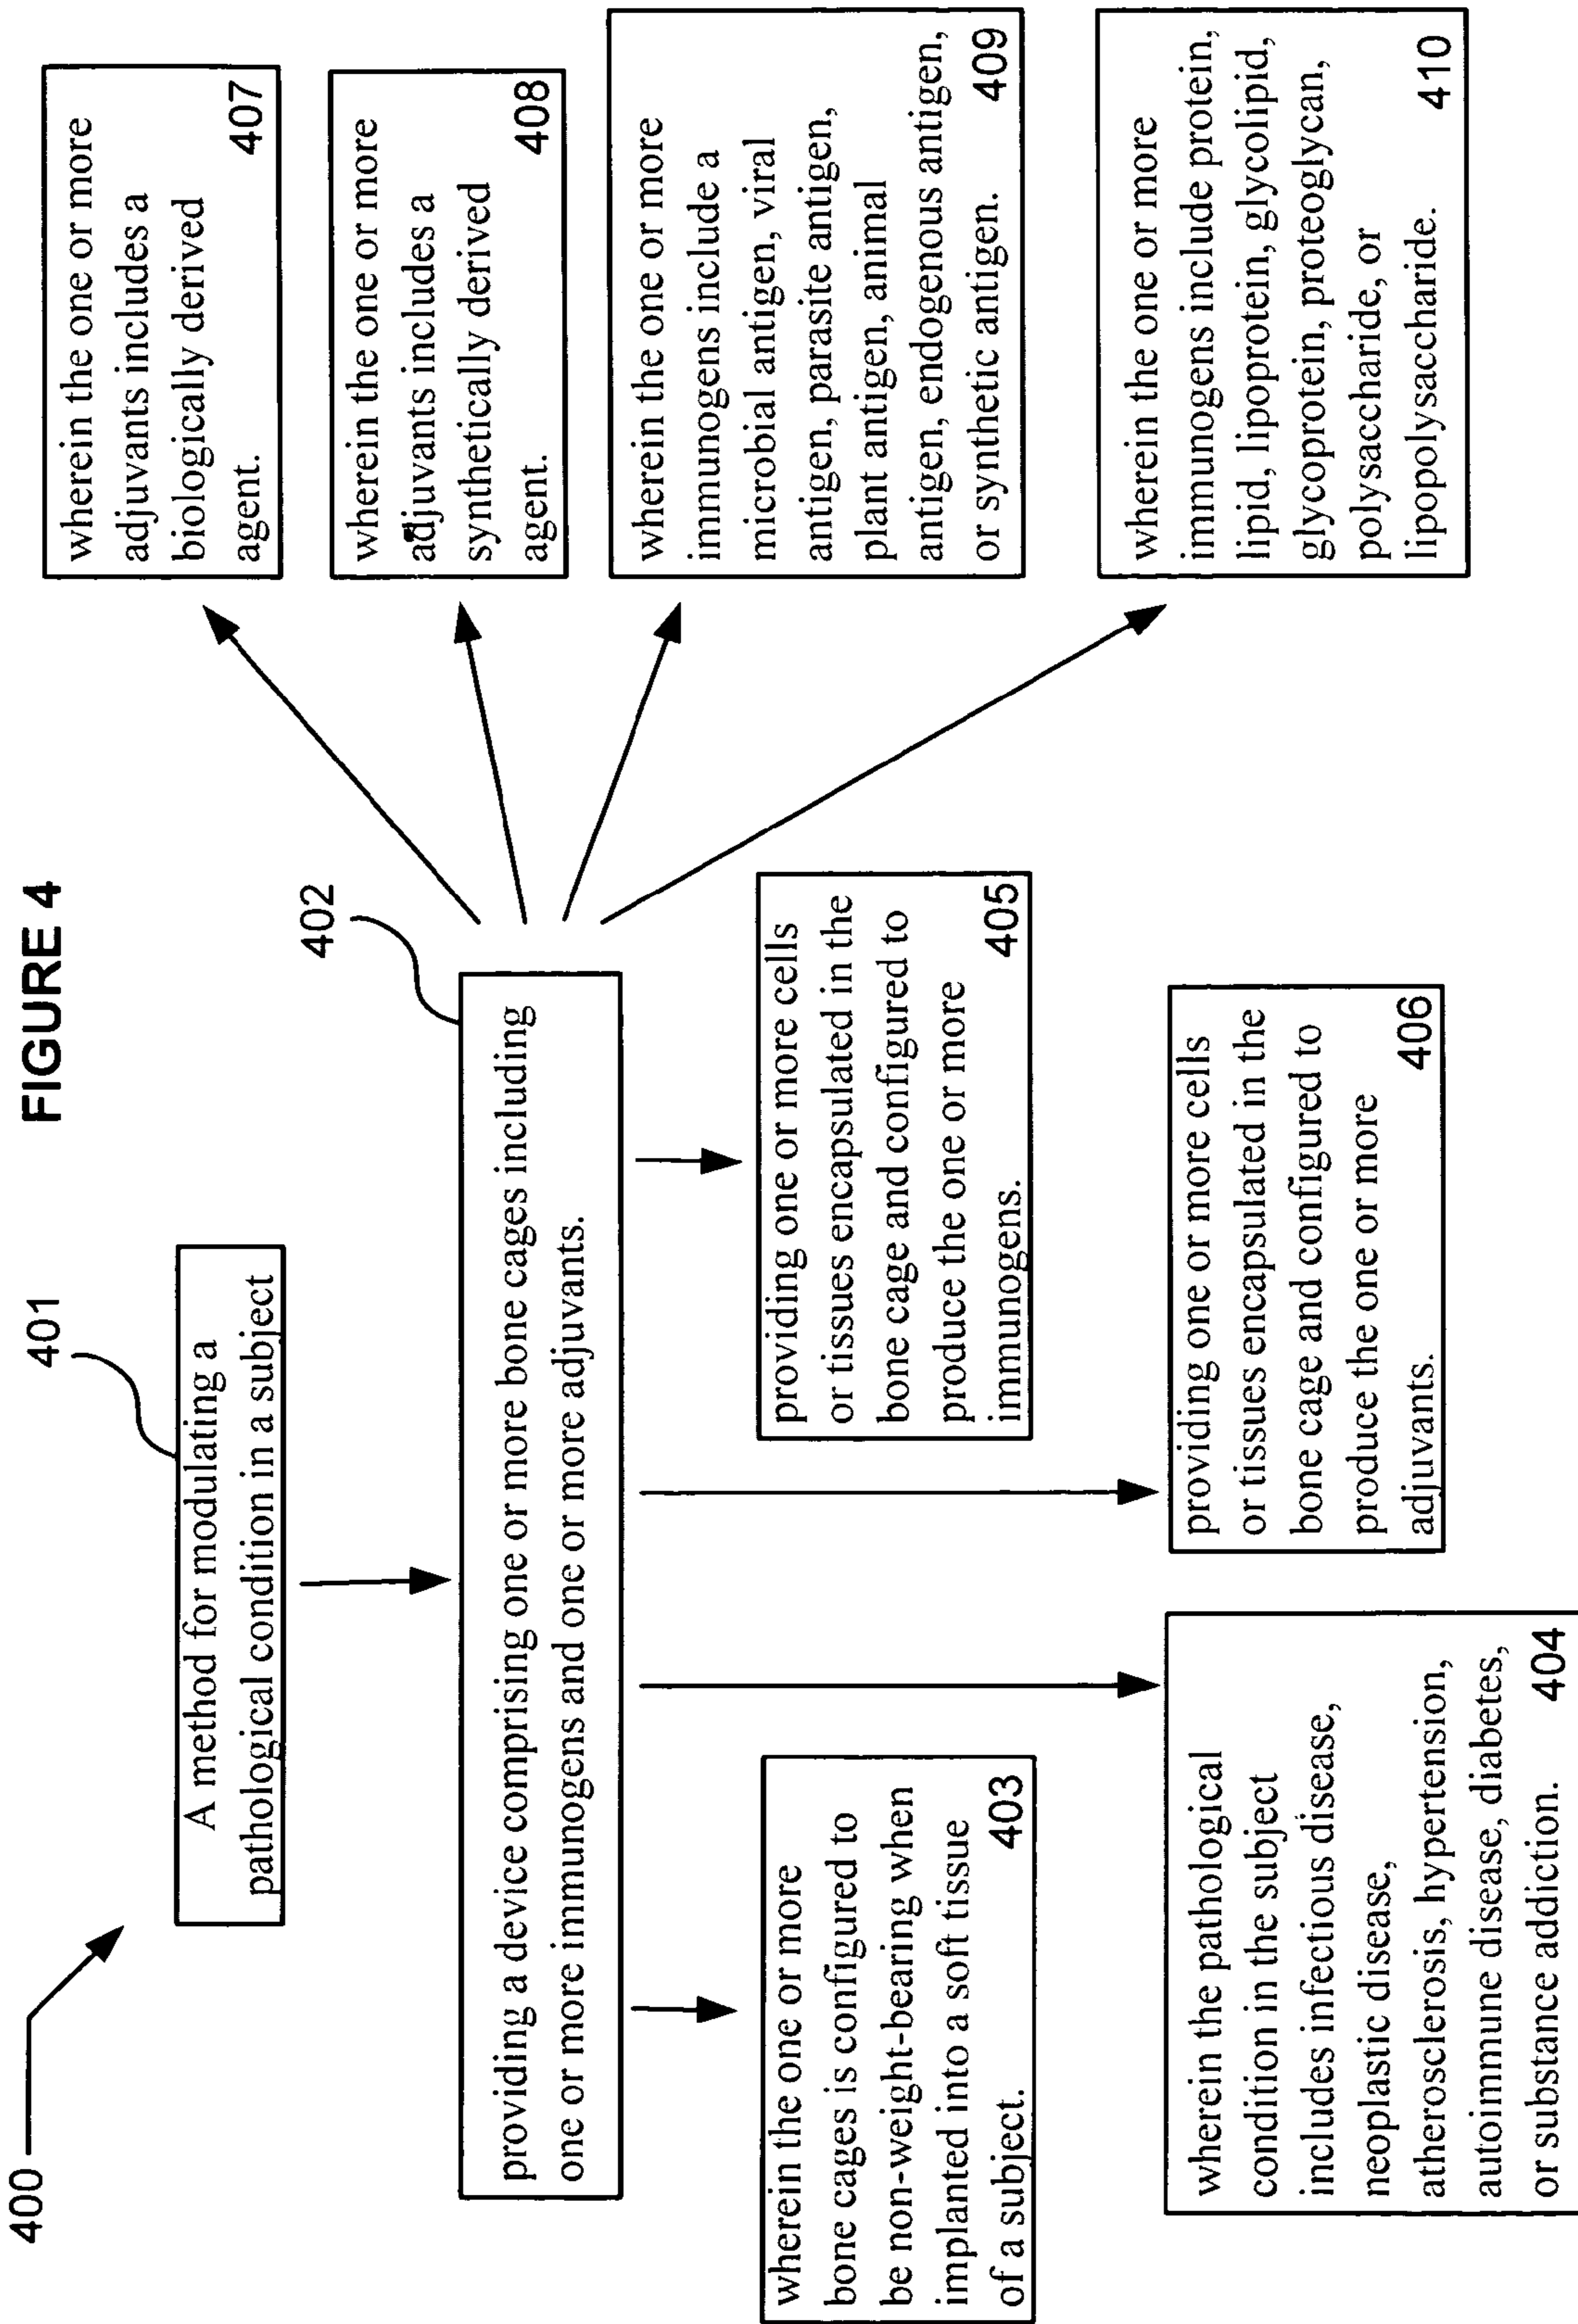 FIGURE 4
400
401
A method for modulating a
pathological condition in a subject
402
providing a device comprising one or more bone cages including
one or more immunogens and one or more adjuvants.
wherein the one or more
bone cages is configured to
be non-weight-bearing when
implanted into a soft tissue
of a subject.
403
wherein the pathological
condition in the subject
includes infectious disease,
neoplastic disease,
atherosclerosis, hypertension,
autoimmune disease, diabetes,
or substance addiction.
404
providing one or more cells
or tissues encapsulated in the
bone cage and configured to
produce the one or more
immunogens.
405
providing one or more cells
or tissues encapsulated in the
bone cage and configured to
produce the one or more
adjuvants.
406
wherein the one or more
adjuvants includes a
biologically derived
agent.
407
wherein the one or more
adjuvants includes a
synthetically derived
agent.
408
wherein the one or more
immunogens include a
microbial antigen, viral
antigen, parasite antigen,
plant antigen, animal
antigen, endogenous antigen,
or synthetic antigen.
409
wherein the one or more
immunogens include protein,
lipid, lipoprotein, glycolipid,
glycoprotein, proteoglycan,
polysaccharide, or
lipopolysaccharide.
410